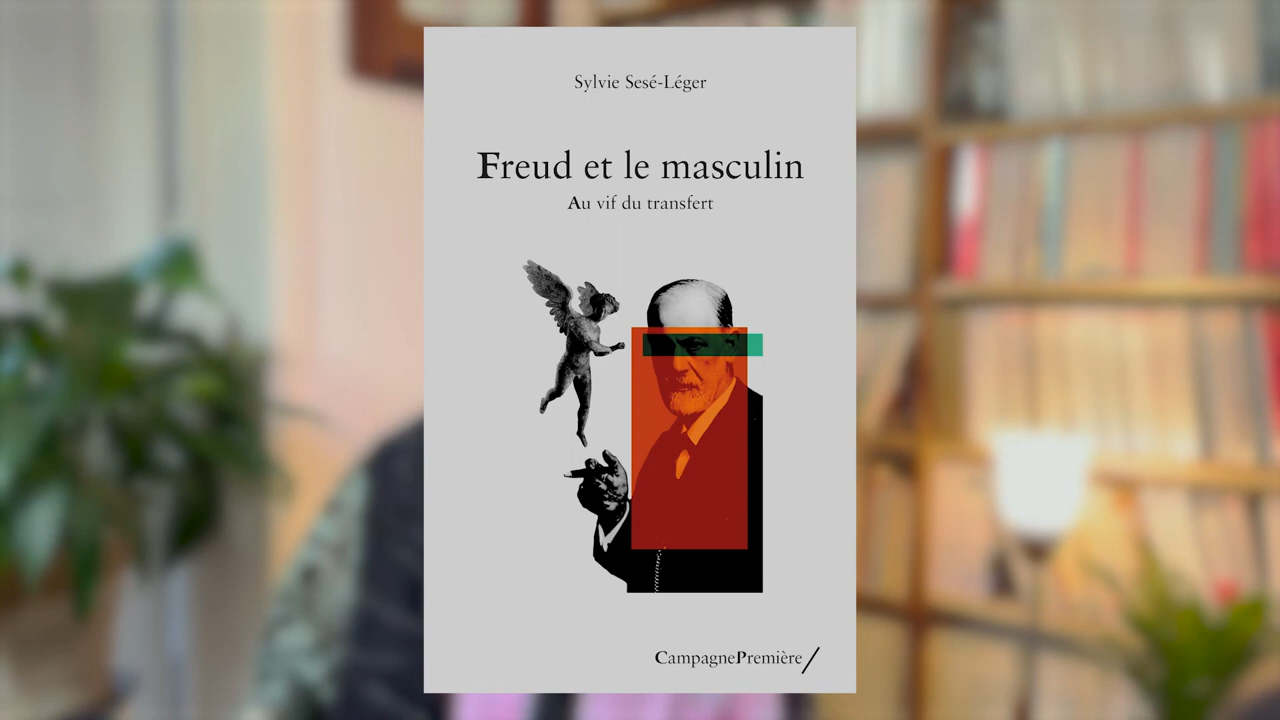 Sylvie Sesé-Léger
Freud et le masculin
Au vif du transfert
CampagnePremière/